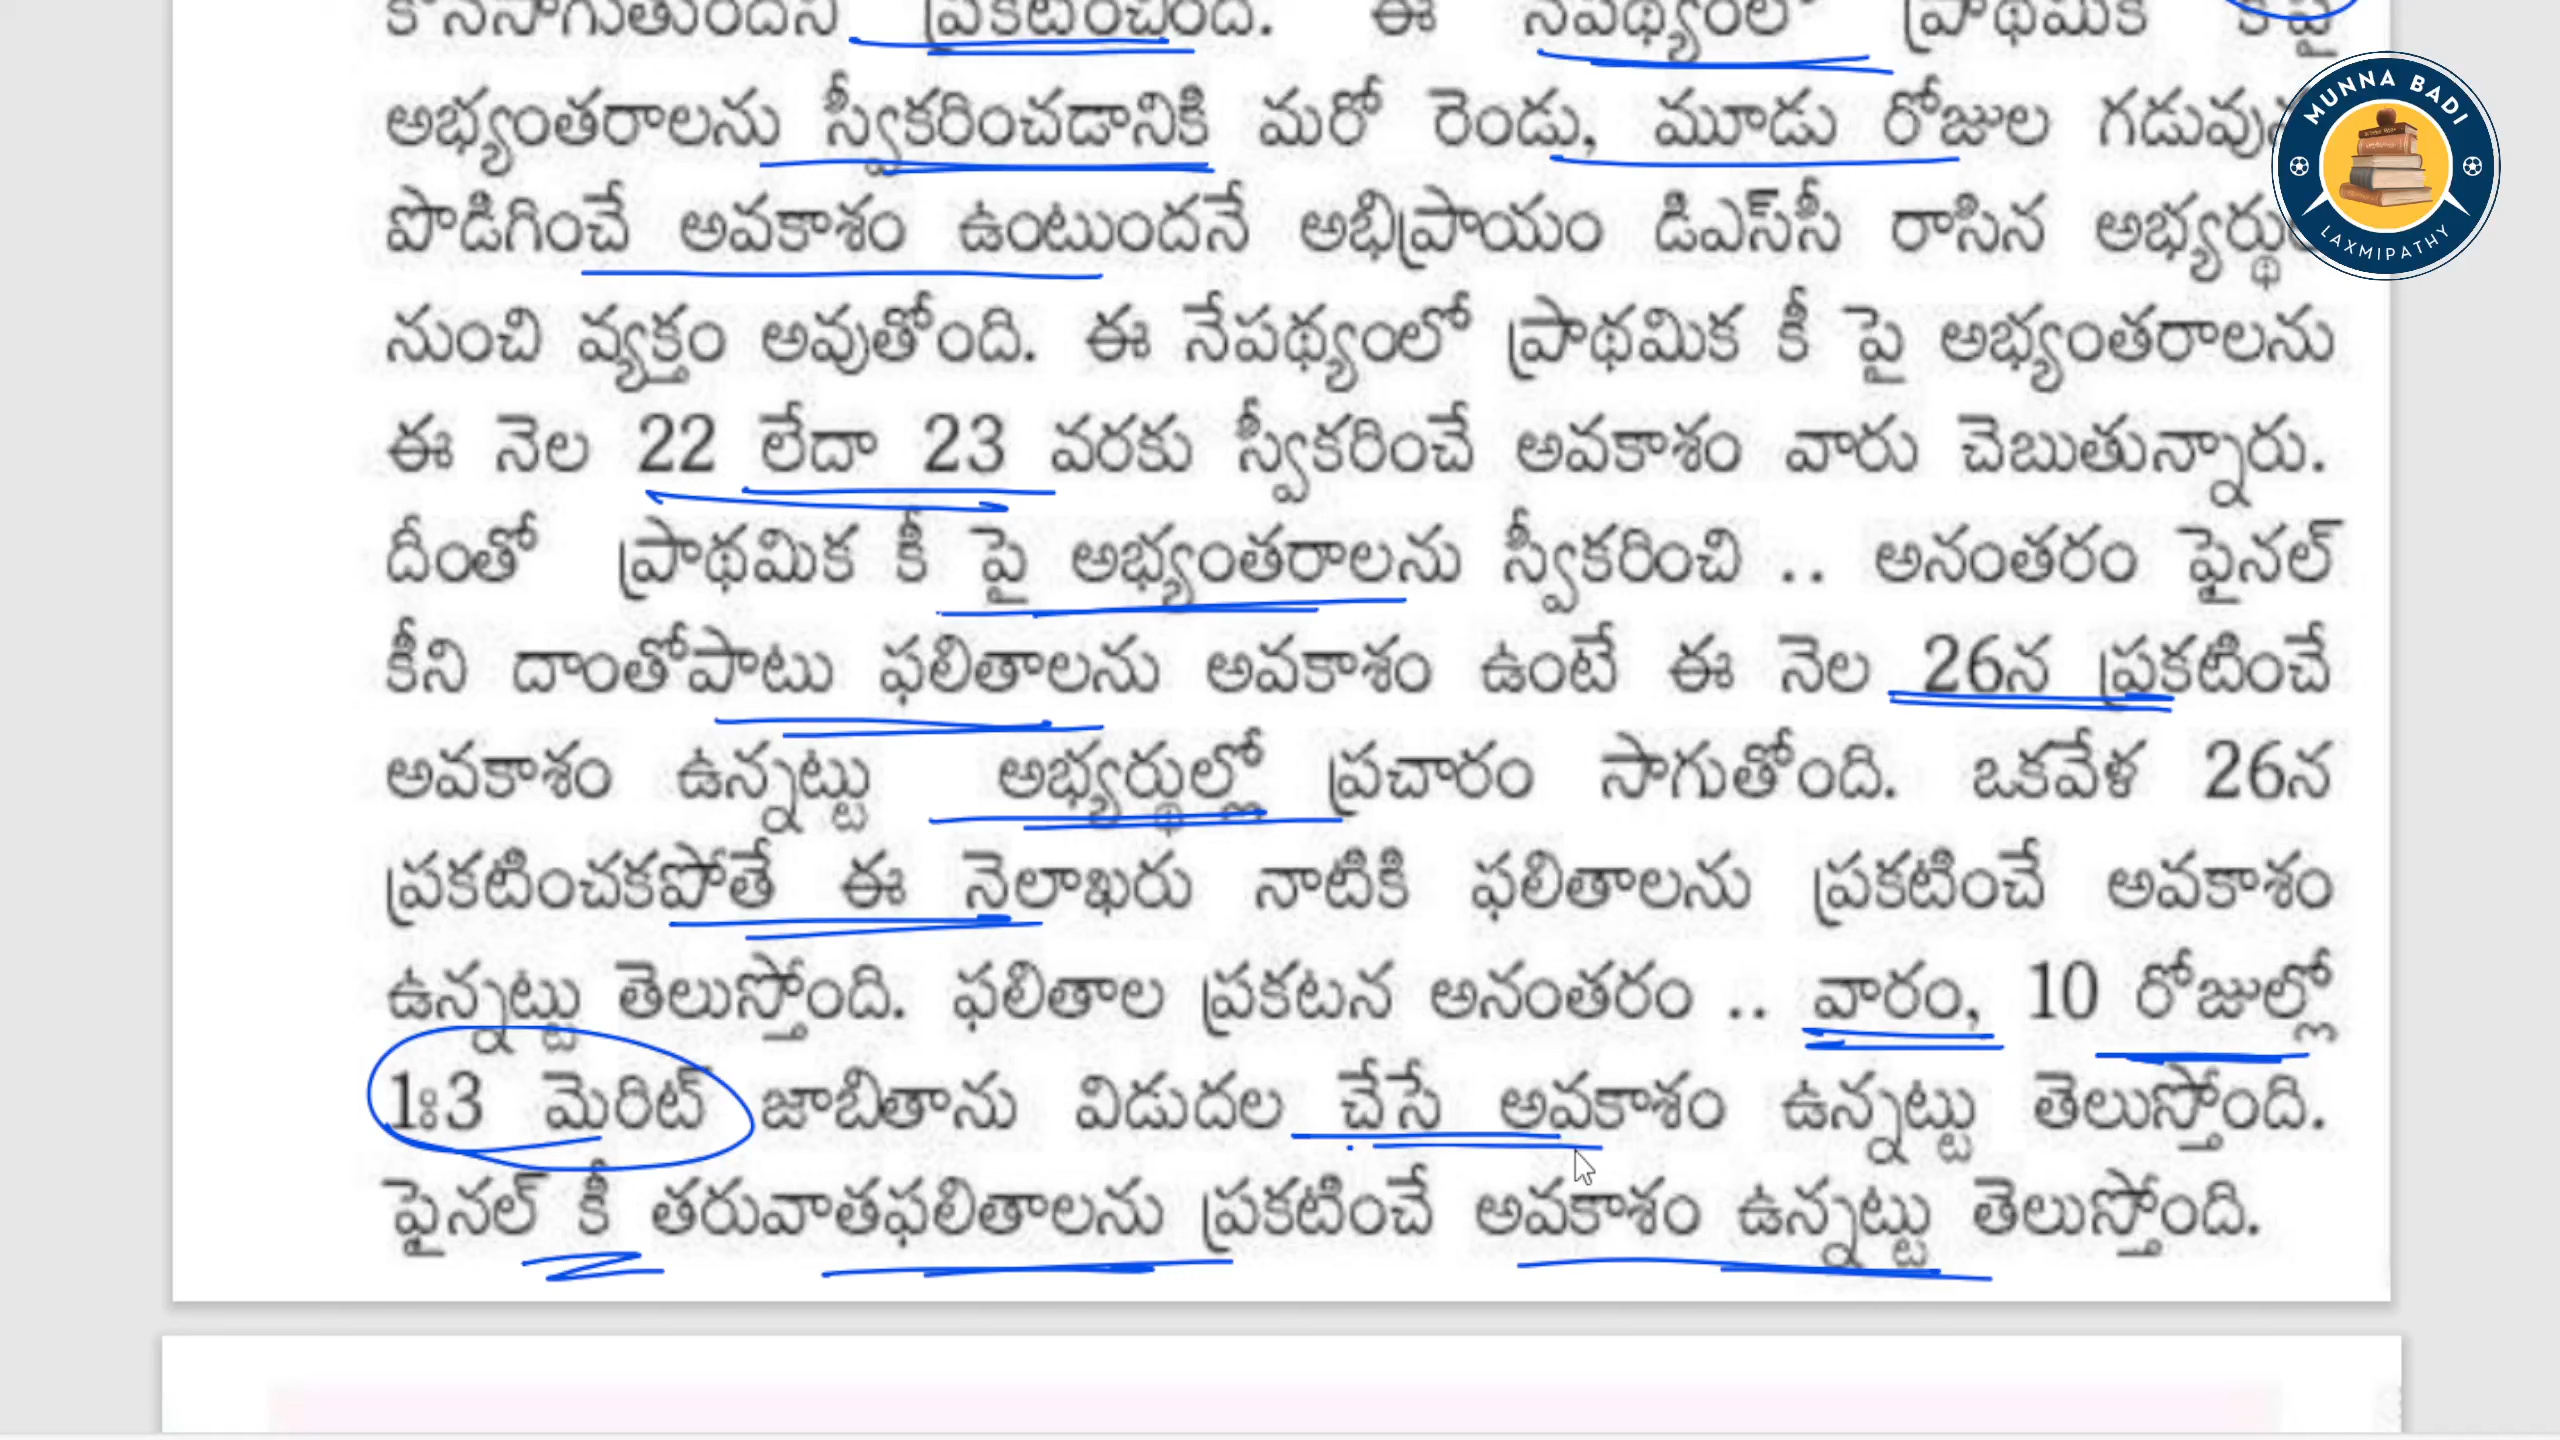 కొనసాగుతుందని ప్రకటించింది. ఈ నేపథ్యంలో ప్రాథమిక కీపై
అభ్యంతరాలను స్వీకరించడానికి మరో రెండు, మూడు రోజుల
పొడిగించే అవకాశం ఉంటుందనే అభిప్రాయం డిఎస్‌సీ రాసిన
నుంచి వ్యక్తం అవుతోంది. ఈ నేపథ్యంలో ప్రాథమిక కీ పై అభ్యంతరాలను
ఈ నెల 22 లేదా 23 వరకు స్వీకరించే అవకాశం వారు చెబుతున్నారు.
దీంతో ప్రాథమిక కీ పై అభ్యంతరాలను స్వీకరించి .. అనంతరం ఫైనల్
కీని దాంతోపాటు ఫలితాలను అవకాశం ఉంటే ఈ నెల 26న ప్రకటించే
అవకాశం ఉన్నట్టు అభ్యర్థుల్లో ప్రచారం సాగుతోంది. ఒకవేళ 26న
ప్రకటించకపోతే ఈ నెలాఖరు నాటికి ఫలితాలను ప్రకటించే అవకాశం
ఉన్నట్టు తెలుస్తోంది. ఫలితాల ప్రకటన అనంతరం .. వారం, 10 రోజుల్లో
1:3 మెరిట్ జాబితాను విడుదల చేసే అవకాశం ఉన్నట్టు తెలుస్తోంది.
ఫైనల్ కీ తరువాతఫలితాలను ప్రకటించే అవకాశం ఉన్నట్టు తెలుస్తోంది.
MUNNA BADI
LAXMIPATHY